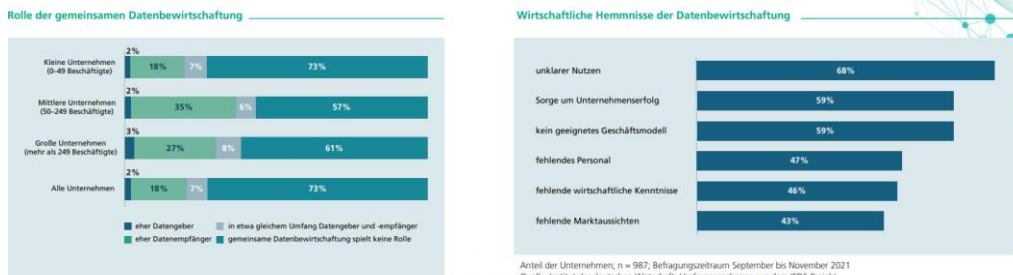 Rolle der gemeinsamen Datenbewirtschaftung
2%
Kleine Unternehmen
(0–49 Beschäftigte)
18% 7% 73%
2%
Mittlere Unternehmen
(50–249 Beschäftigte)
35% 6% 57%
3%
Große Unternehmen
(mehr als 249 Beschäftigte)
27% 8% 61%
2%
Alle Unternehmen
18% 7% 73%
eher Datengeber
in etwa gleichem Umfang Datengeber und -empfänger
eher Datenempfänger
gemeinsame Datenbewirtschaftung spielt keine Rolle
Wirtschaftliche Hemmnisse der Datenbewirtschaftung
unklarer Nutzen 68%
Sorge um Unternehmenserfolg 59%
kein geeignetes Geschäftsmodell 59%
fehlendes Personal 47%
fehlende wirtschaftliche Kenntnisse 46%
fehlende Marktaussichten 43%
Anteil der Unternehmen; n = 987; Befragungszeitraum September bis November 2021